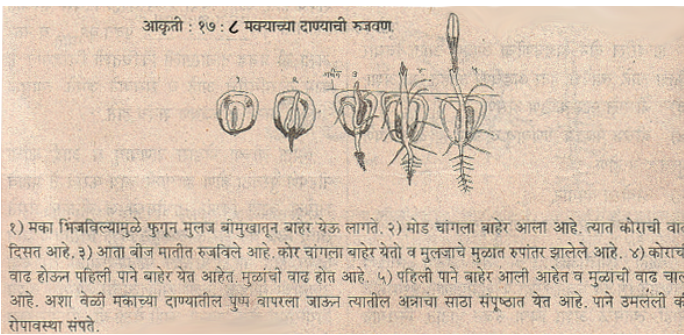 आकृती : १७ : ८ मक्याच्या दाण्याची रुजवण
१) मका भिजविल्यामुळे फुगून मुलज बीमुखातून बाहेर येऊ लागते. २) मोड चांगला बाहेर आला आहे. त्यात कोराची
दिसत आहे. ३) आता बीज मातीत रुजविले आहे. कोर चांगला बाहेर येतो व मुलजाचे मुळात रुपांतर झालेले आहे. ४) कोराची
वाढ होऊन पहिली पाने बाहेर येत आहेत. मुळांची वाढ होत आहे. ५) पहिली पाने बाहेर आली आहेत व मुळाची वाढ
आहे. अशा वेळी मकाच्या दाण्यातील पुष्प वापरला जाऊन त्यातील अन्नाचा साठा संपूष्ठात येत आहे. पाने उमलली
रोपावस्था संपते.